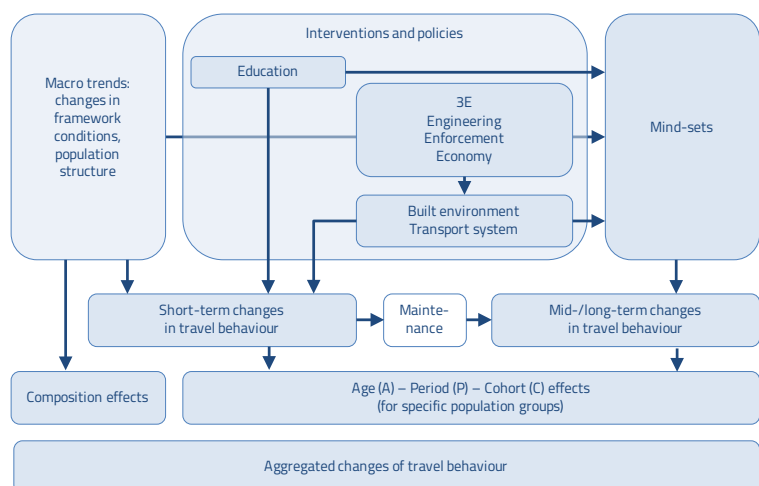 Interventions and policies
Macro trends:
changes in
framework
conditions,
population
structure
Education
3E
Engineering
Enforcement
Economy
Mind-sets
Built environment
Transport system
Short-term changes
in travel behaviour
Mainte-
nance
Mid-/long-term changes
in travel behaviour
Composition effects
Age (A) – Period (P) – Cohort (C) effects
(for specific population groups)
Aggregated changes of travel behaviour